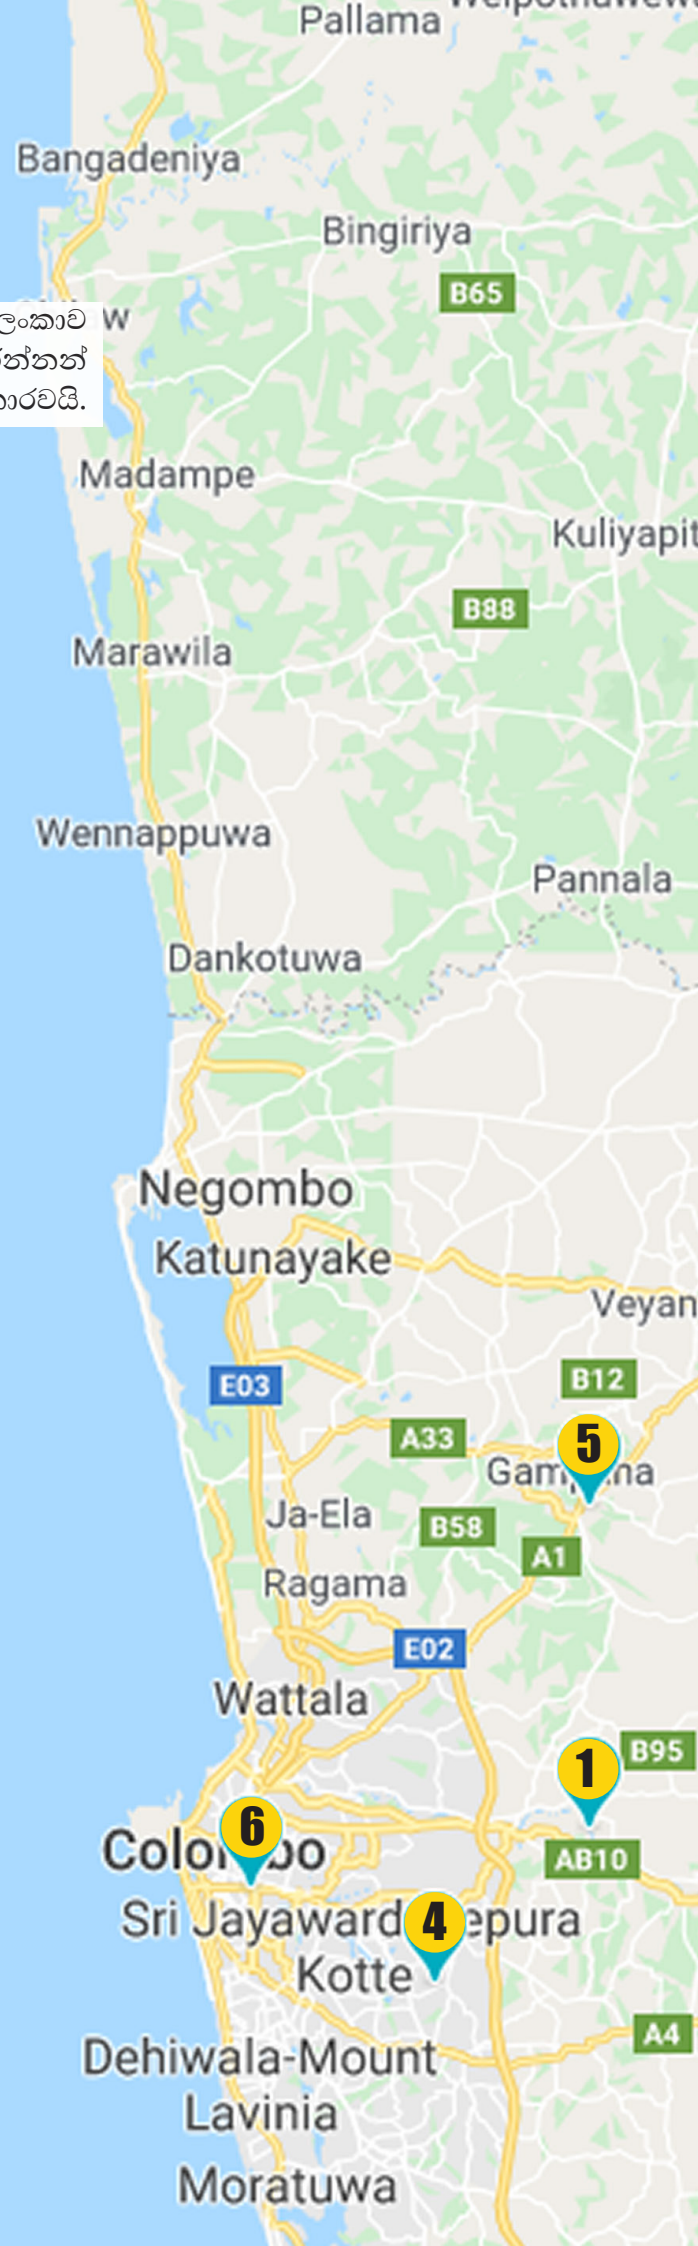 Pallama
Bangadeniya
Bingiriya
B65
ලංකාව
Madampe
Kuliyapit
B88
Marawila
Wennappuwa
Pannala
Dankotuwa
Negombo
Katunayake
Veyan
E03
B12
A33
5
Ja-Ela
B58
A1
Ragama
E02
Wattala
B95
1
6
AB10
4
Kotte
A4
Dehiwala-Mount
Lavinia
Moratuwa